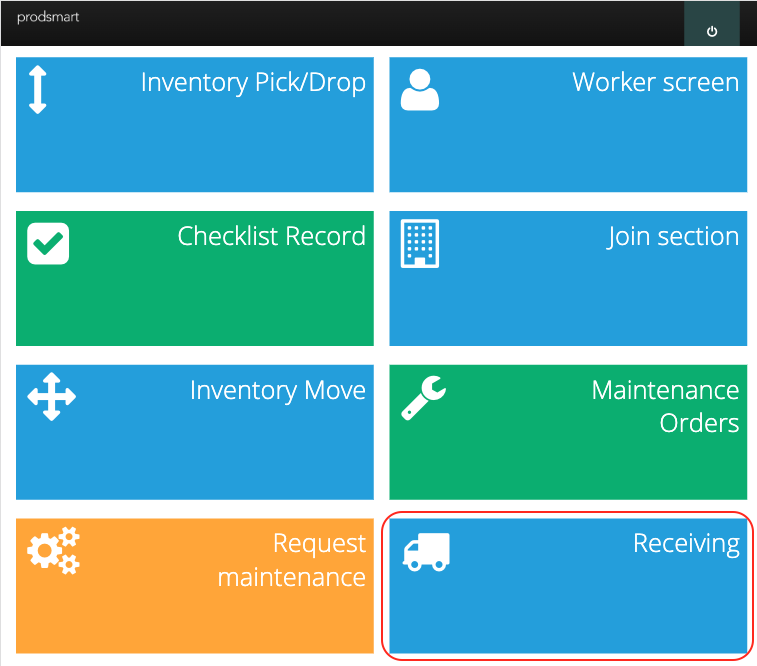 prodsmart
Inventory Pick/Drop
Worker screen
Checklist Record
Join section
Inventory Move
Maintenance
Orders
Request
maintenance
Receiving